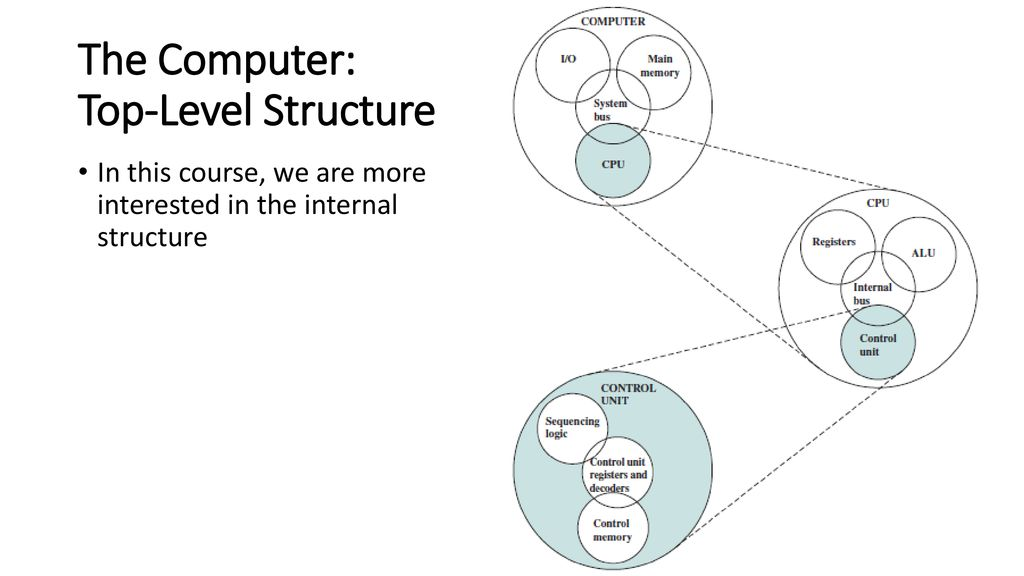 The Computer:
Top-Level Structure
• In this course, we are more
interested in the internal
structure
COMPUTER
I/O
Main
memory
System
bus
CPU
CPU
Registers
ALU
Internal
bus
Control
unit
CONTROL
UNIT
Sequencing
logic
Control unit
registers and
decoders
Control
memory